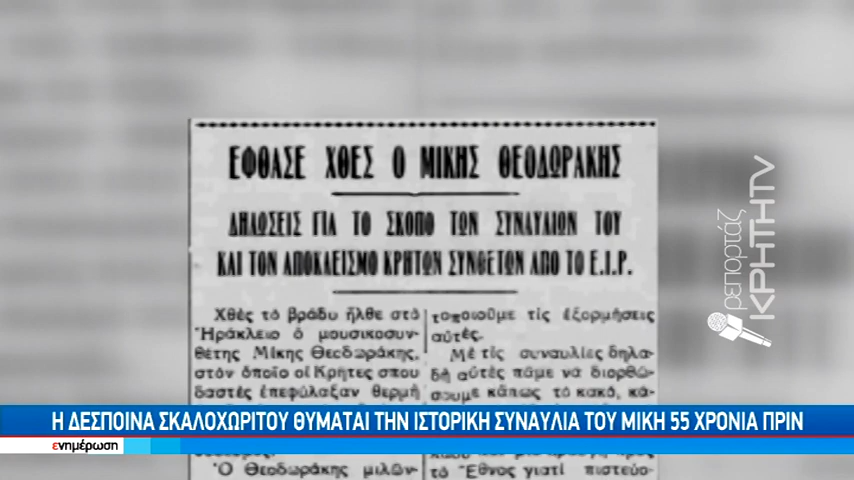 ΕΦΘΑΣΕ ΧΘΕΣ Ο ΜΙΚΗΣ ΘΕΟΔΩΡΑΚΗΣ
ΔΗΛΩΣΕΙΣ ΓΙΑ ΤΟ ΣΚΟΠΟ ΤΩΝ ΣΥΝΑΥΛΙΩΝ ΤΟΥ
ΚΑΙ ΤΟΝ ΑΠΟΚΛΕΙΣΜΟ ΚΡΗΤΩΝ ΣΥΝΘΕΤΩΝ ΑΠΟ ΤΟ Ε.Ι.Ρ.
Χθὲς τὸ βράδυ ἦλθε στὸ
Ἡράκλειο ὁ μουσικοσυν-
θέτης Μίκης Θεοδωράκης,
στὸν ὁποῖο οἱ Κρῆτες σπου
δαστὲς ἐπεφύλαξαν θερμὴ
Ὁ Θεοδωράκης μιλῶν-
τοποιοῦμε τὶς ἐξορμήσεις
αὐτές.
Μὲ τὶς συναυλίες δηλα-
δὴ αὐτὲς πᾶμε νὰ διορθώ-
σουμε κάπως τὸ κακό, κά-
τὸ Ἔθνος γιατὶ πιστεύο-
ρεπορτάζ
ΚΡΗΤΗTV
Η ΔΕΣΠΟΙΝΑ ΣΚΑΛΟΧΩΡΙΤΟΥ ΘΥΜΑΤΑΙ ΤΗΝ ΙΣΤΟΡΙΚΗ ΣΥΝΑΥΛΙΑ ΤΟΥ ΜΙΚΗ 55 ΧΡΟΝΙΑ ΠΡΙΝ
ενημέρωση